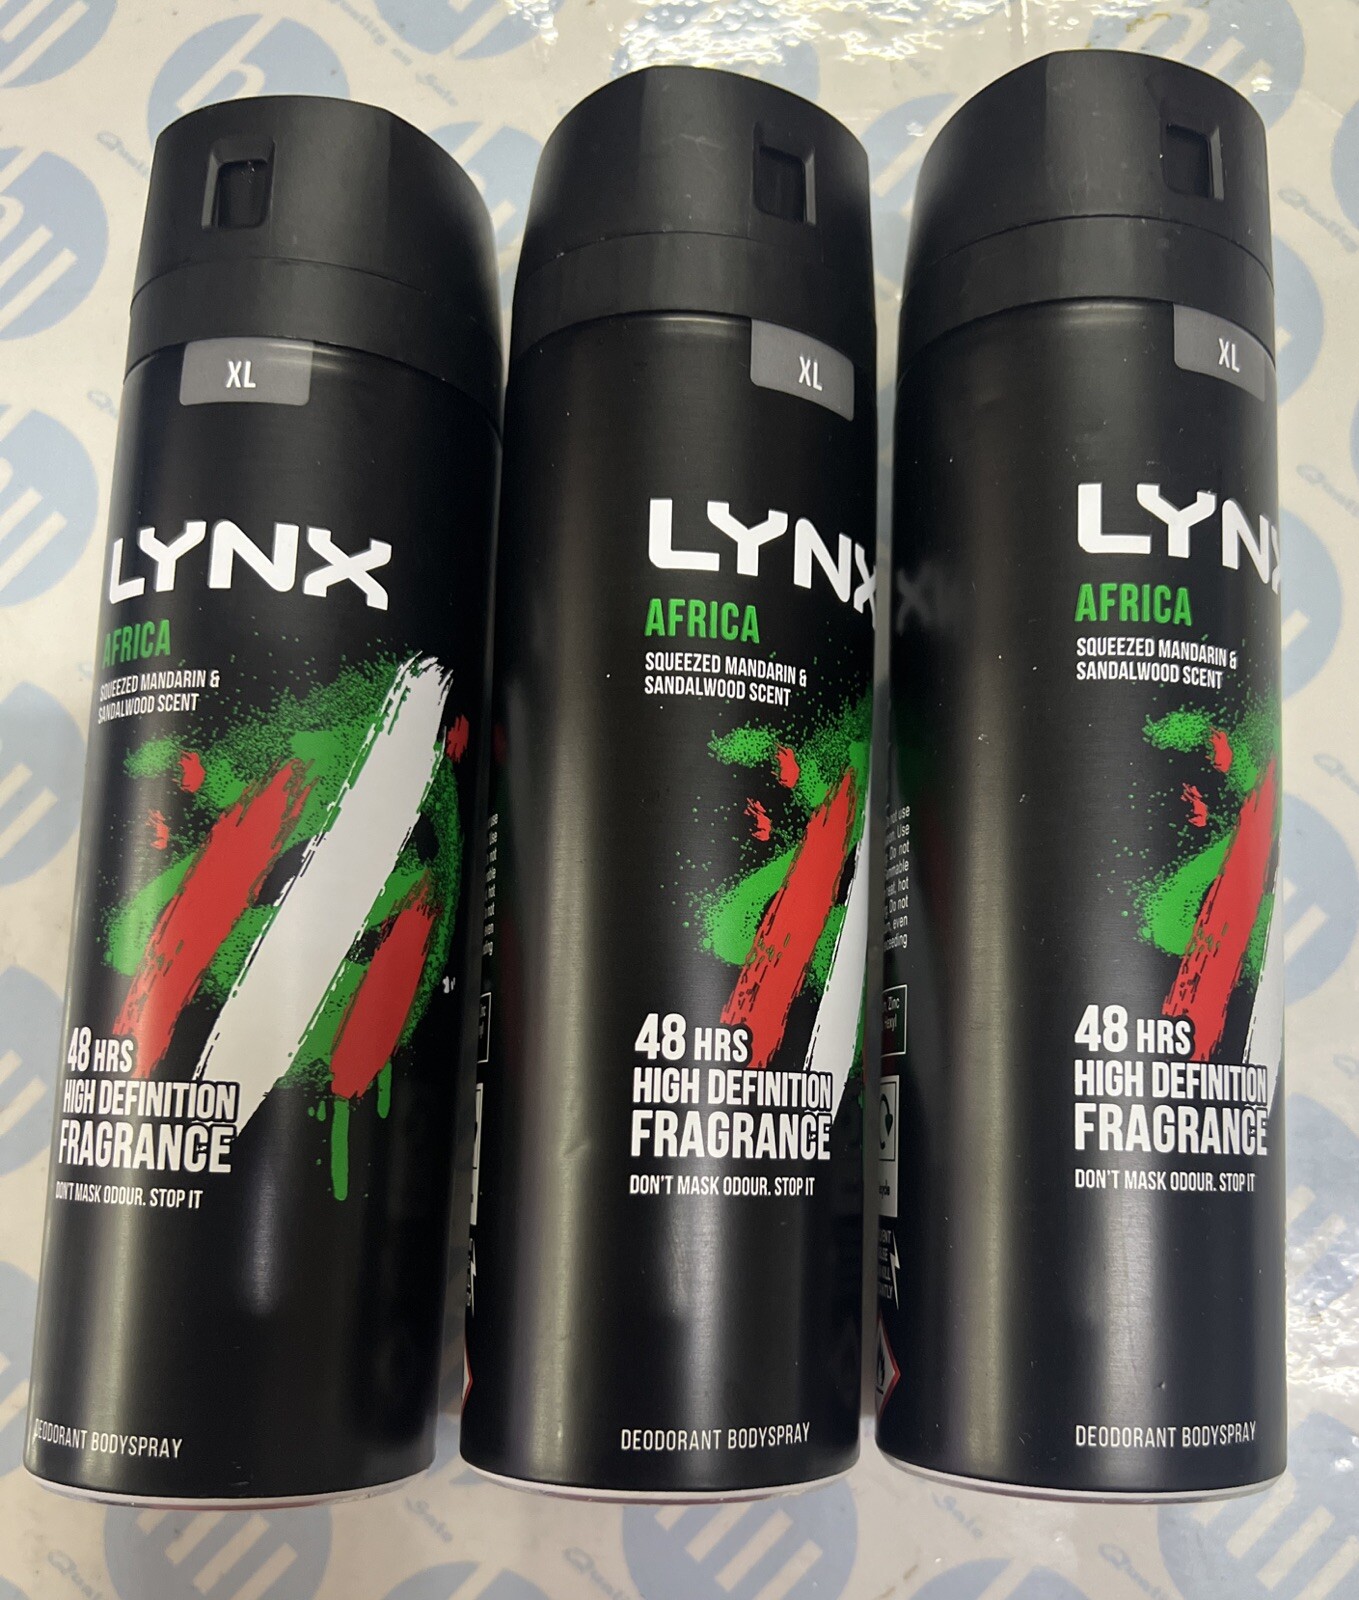 XL
LYNX
AFRICA
SQUEEZED MANDARIN &
SANDALWOOD SCENT
48 HRS
HIGH DEFINITION
FRAGRANCE
DON'T MASK ODOUR. STOP IT
DEODORANT BODYSPRAY
XL
LYNX
AFRICA
SQUEEZED MANDARIN &
SANDALWOOD SCENT
48 HRS
HIGH DEFINITION
FRAGRANCE
DON'T MASK ODOUR. STOP IT
DEODORANT BODYSPRAY
XL
LYNX
AFRICA
SQUEEZED MANDARIN &
SANDALWOOD SCENT
48 HRS
HIGH DEFINITION
FRAGRANCE
DON'T MASK ODOUR. STOP IT
DEODORANT BODYSPRAY